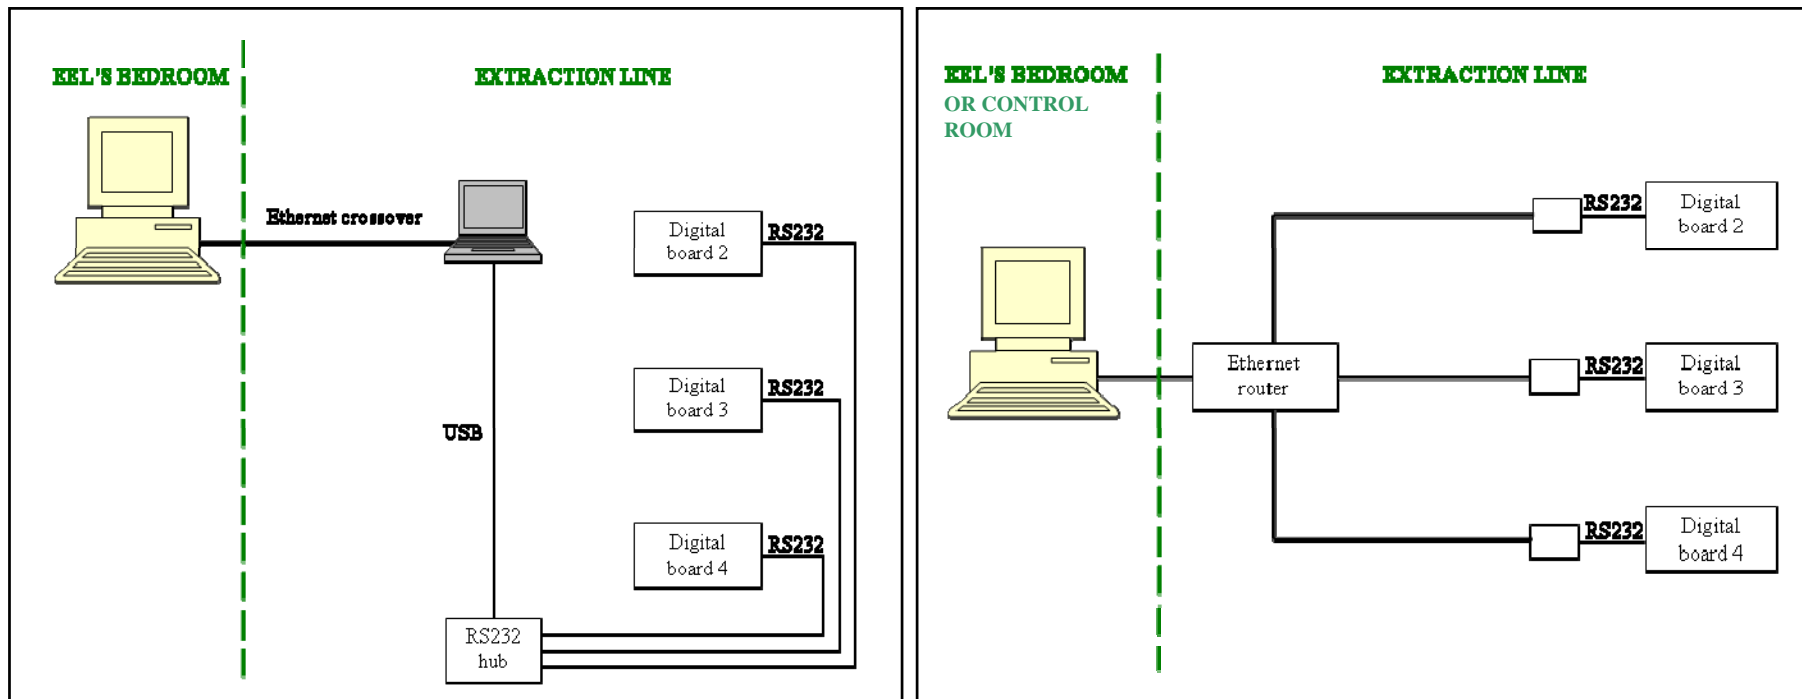 EEL'S BEDROOM
EXTRACTION LINE
Ethernet crossover
Digital
board 2
RS232
Digital
board 3
RS232
USB
Digital
board 4
RS232
RS232
hub
EEL'S BEDROOM
OR CONTROL
ROOM
EXTRACTION LINE
RS232
Digital
board 2
Ethernet
router
RS232
Digital
board 3
RS232
Digital
board 4